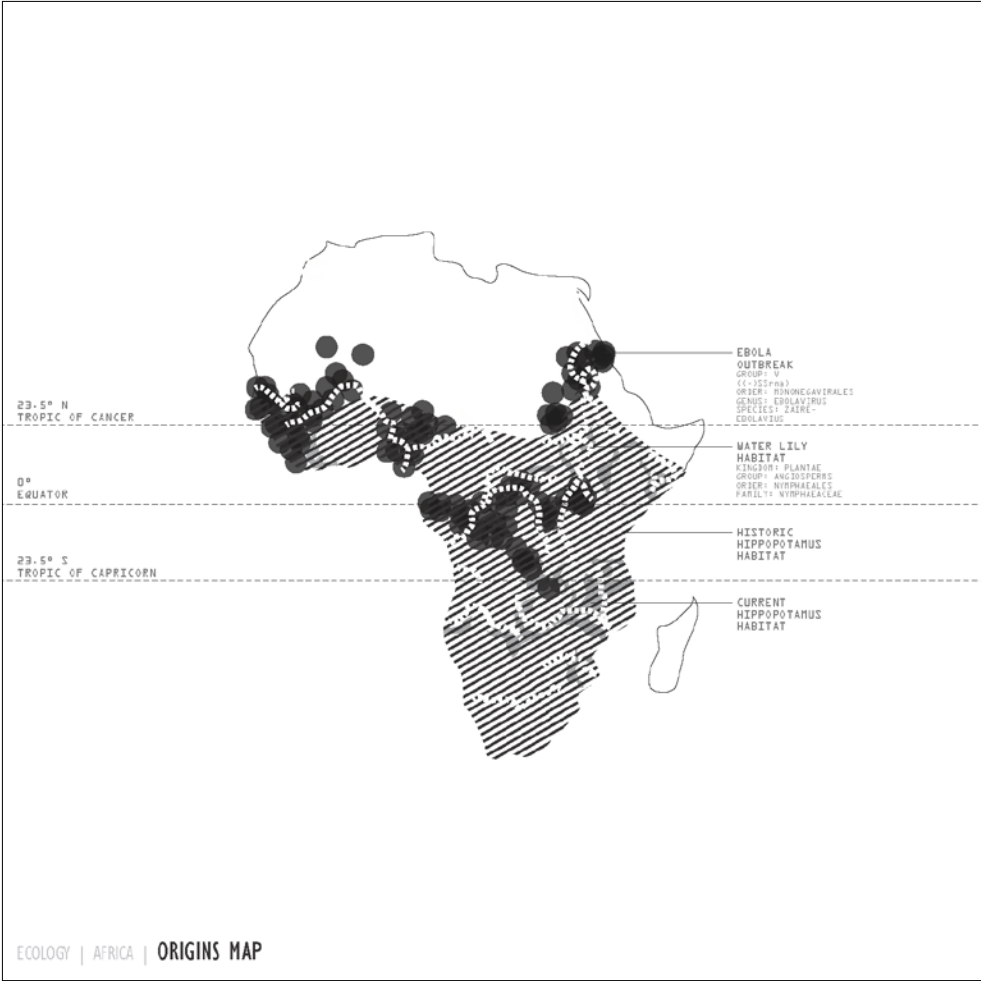 EBOLA
OUTBREAK
GROUP: V
((-)SSrna)
ORDER: MONONEGAVIRALES
GENUS: EBOLAVIRUS
SPECIES: ZAIRE-
EBOLAVIUS
23.5° N
TROPIC OF CANCER
WATER LILY
HABITAT
KINGDOM: PLANTAE
GROUP: ANGIOSPERMS
ORDER: NYMPHAEALES
FAMILY: NYMPHAEACEAE
0°
EQUATOR
HISTORIC
HIPPOPOTAMUS
HABITAT
23.5° S
TROPIC OF CAPRICORN
CURRENT
HIPPOPOTAMUS
HABITAT
ECOLOGY | AFRICA | ORIGINS MAP